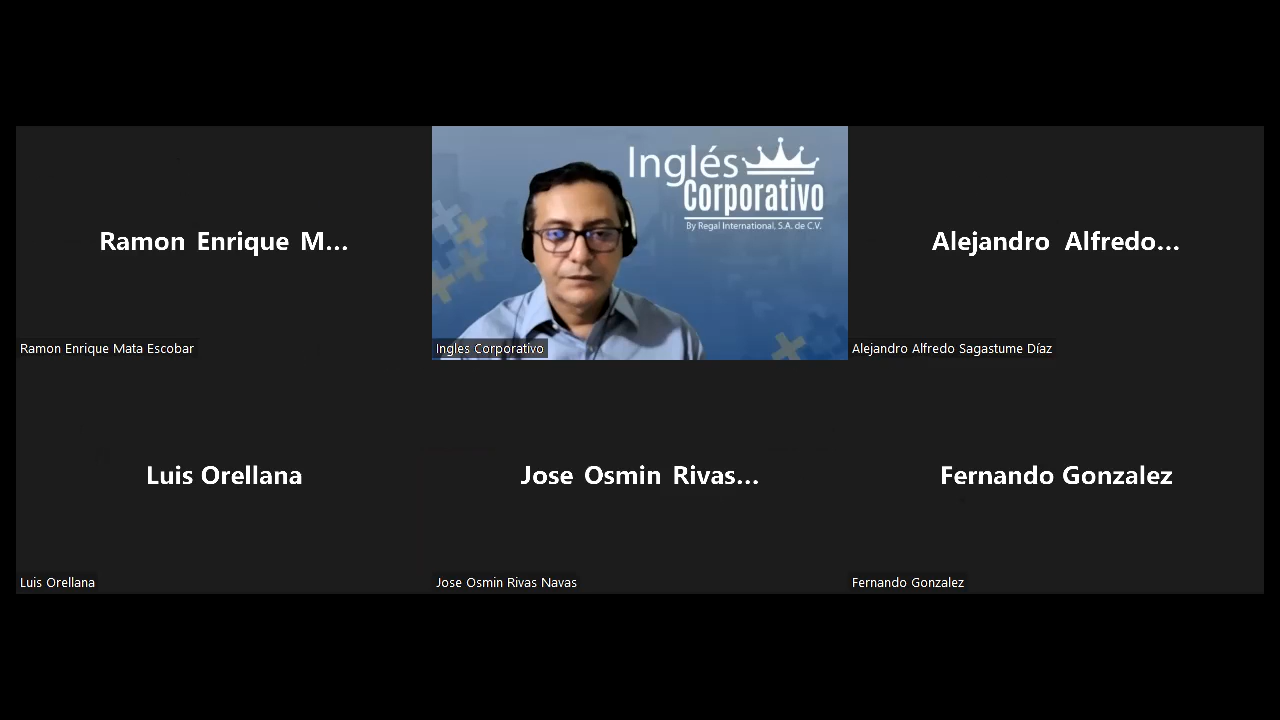 Ramon Enrique M...
Ramon Enrique Mata Escobar
Inglés
Corporativo
By Regal International, S.A. de C.V.
Ingles Corporativo
Alejandro Alfredo...
Alejandro Alfredo Sagastume Díaz
Luis Orellana
Luis Orellana
Jose Osmin Rivas...
Jose Osmin Rivas Navas
Fernando Gonzalez
Fernando Gonzalez